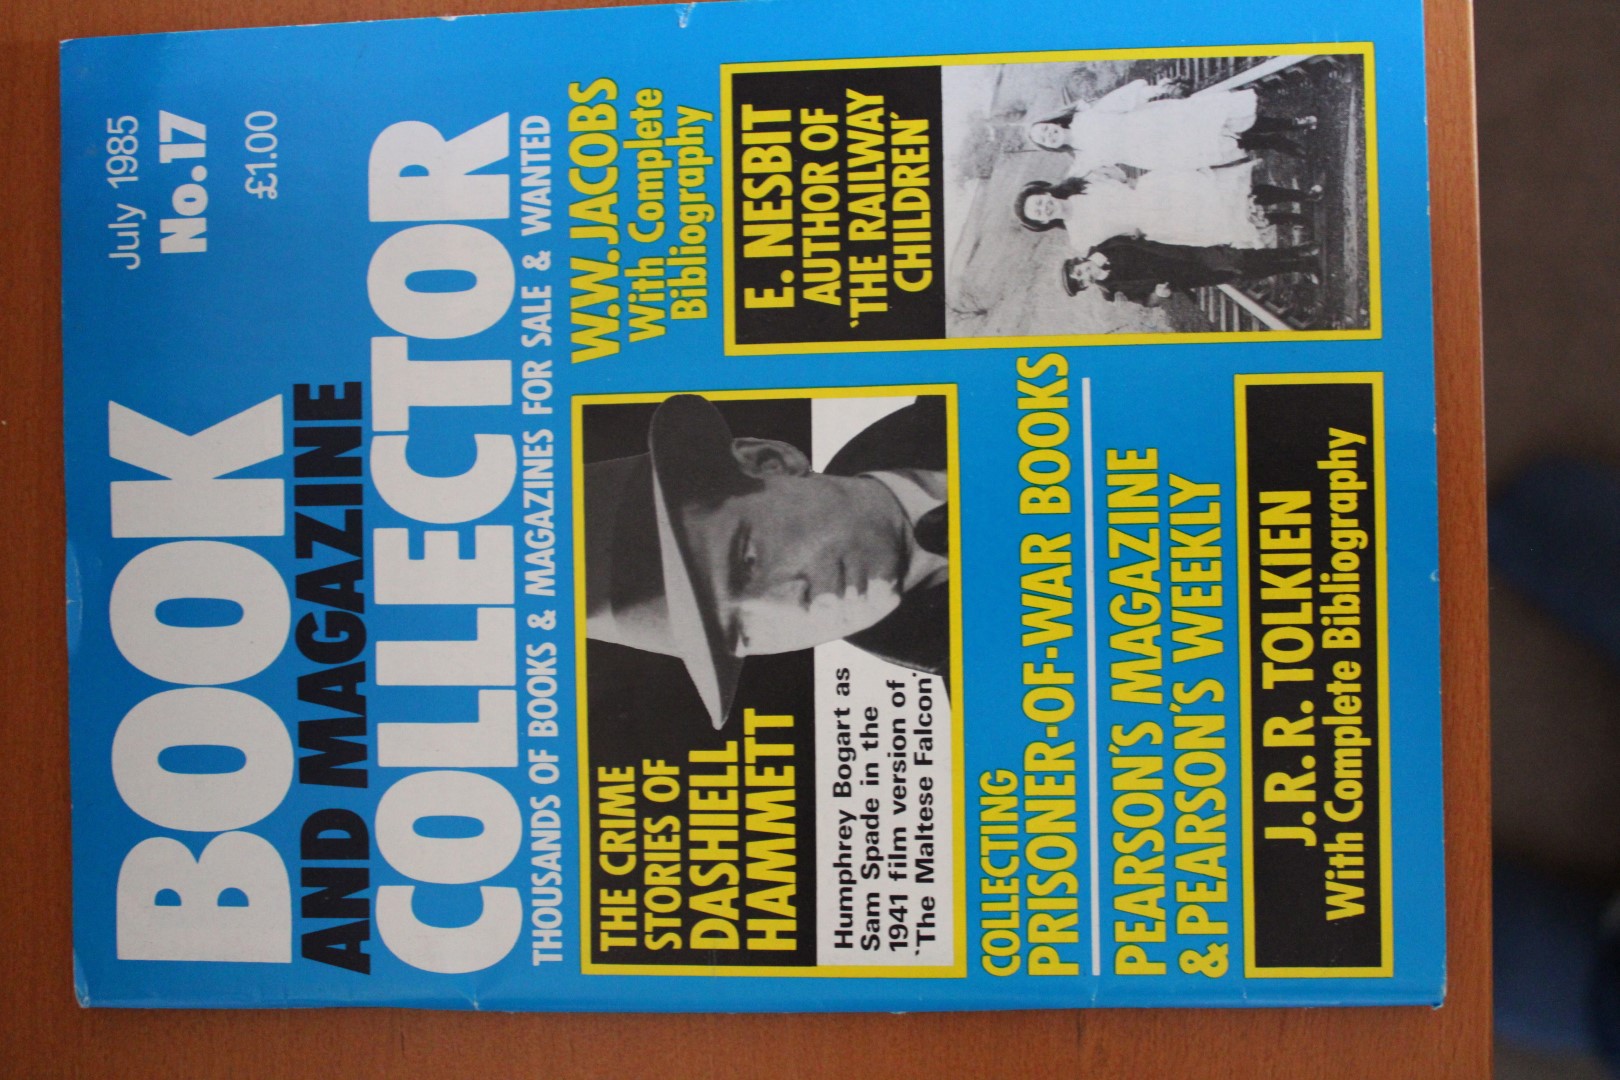 July 1985
No.17
£1.00
BOOK
AND MAGAZINE
COLLECTOR
THOUSANDS OF BOOKS & MAGAZINES FOR SALE & WANTED
THE CRIME
STORIES OF
DASHIELL
HAMMETT
Humphrey Bogart as
Sam Spade in the
1941 film version of
‘The Maltese Falcon’
W.W. JACOBS
With Complete
Bibliography
E. NESBIT
AUTHOR OF
‘THE RAILWAY
CHILDREN’
COLLECTING
PRISONER-OF-WAR BOOKS
PEARSON'S MAGAZINE
& PEARSON'S WEEKLY
J. R. R. TOLKIEN
With Complete Bibliography